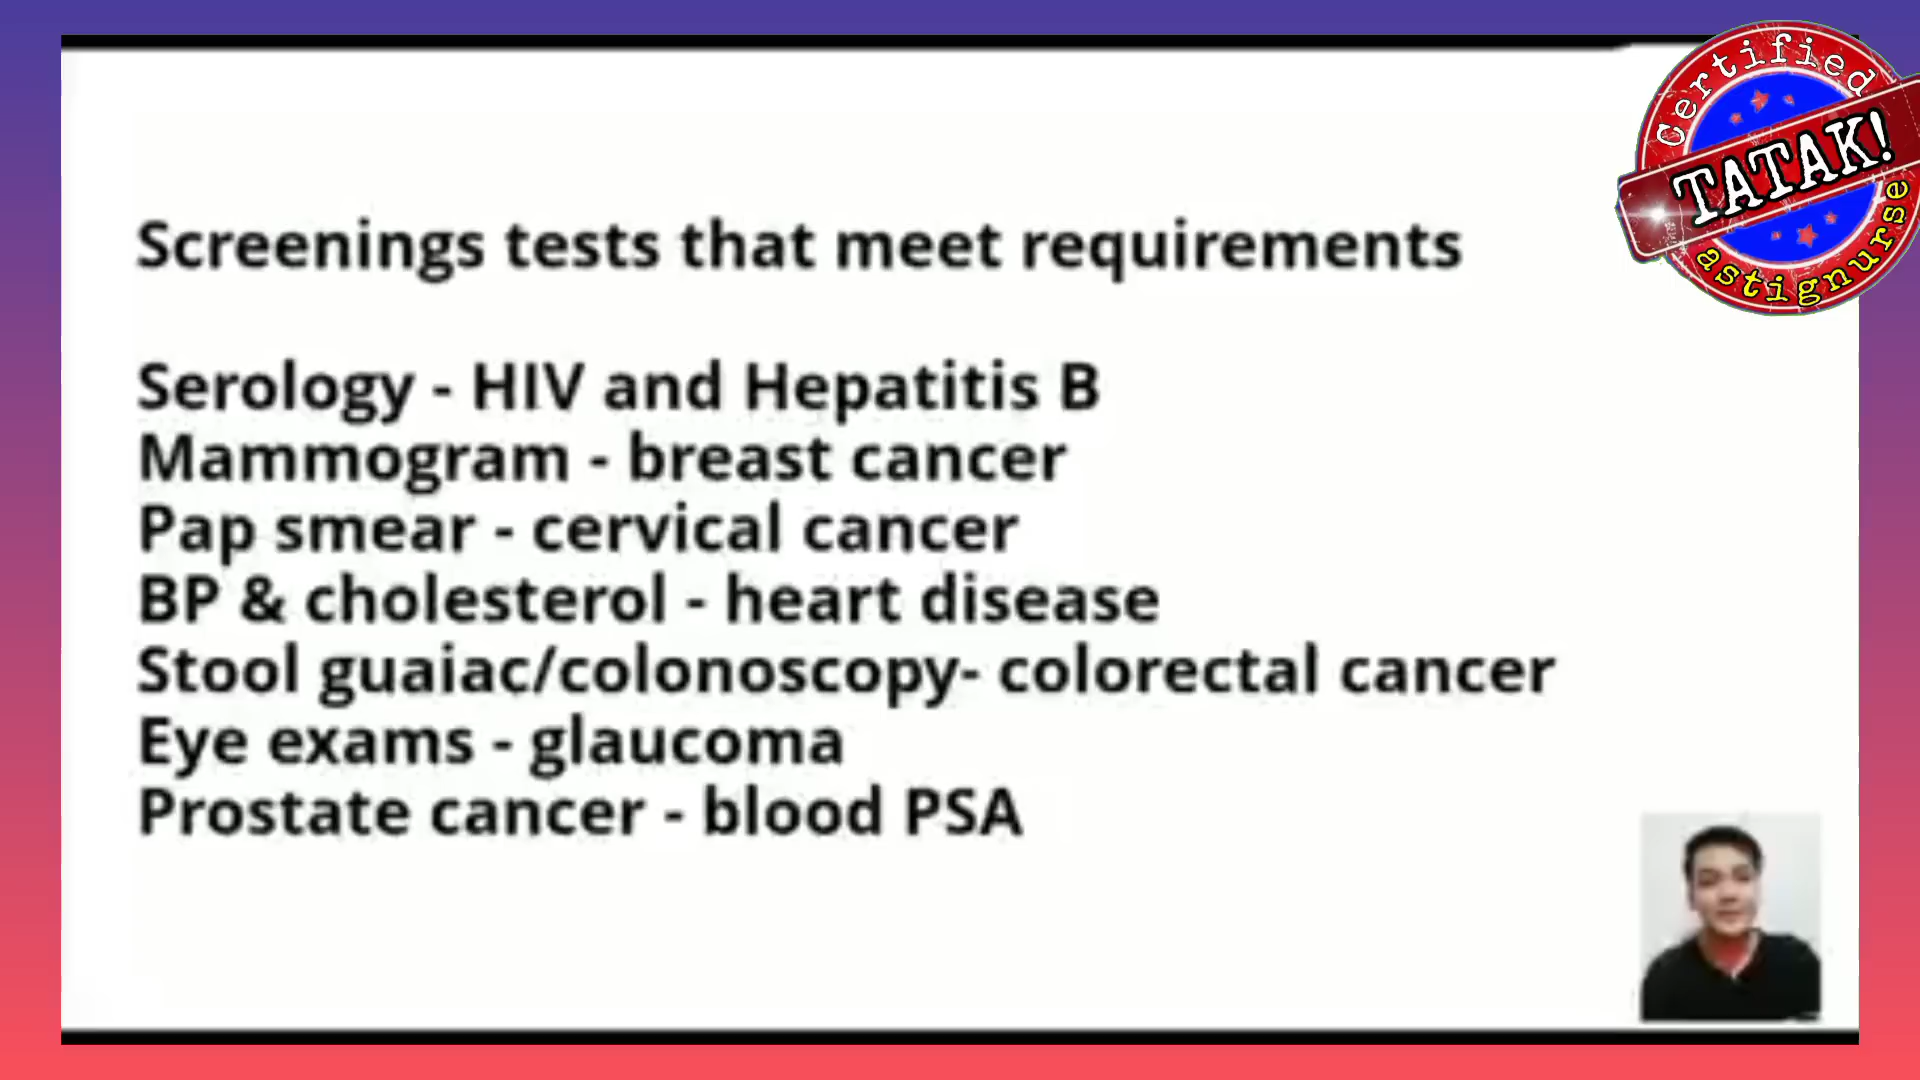 Certified
TATAK!
astignurse
Screenings tests that meet requirements
Serology - HIV and Hepatitis B
Mammogram - breast cancer
Pap smear - cervical cancer
BP & cholesterol - heart disease
Stool guaiac/colonoscopy- colorectal cancer
Eye exams - glaucoma
Prostate cancer - blood PSA